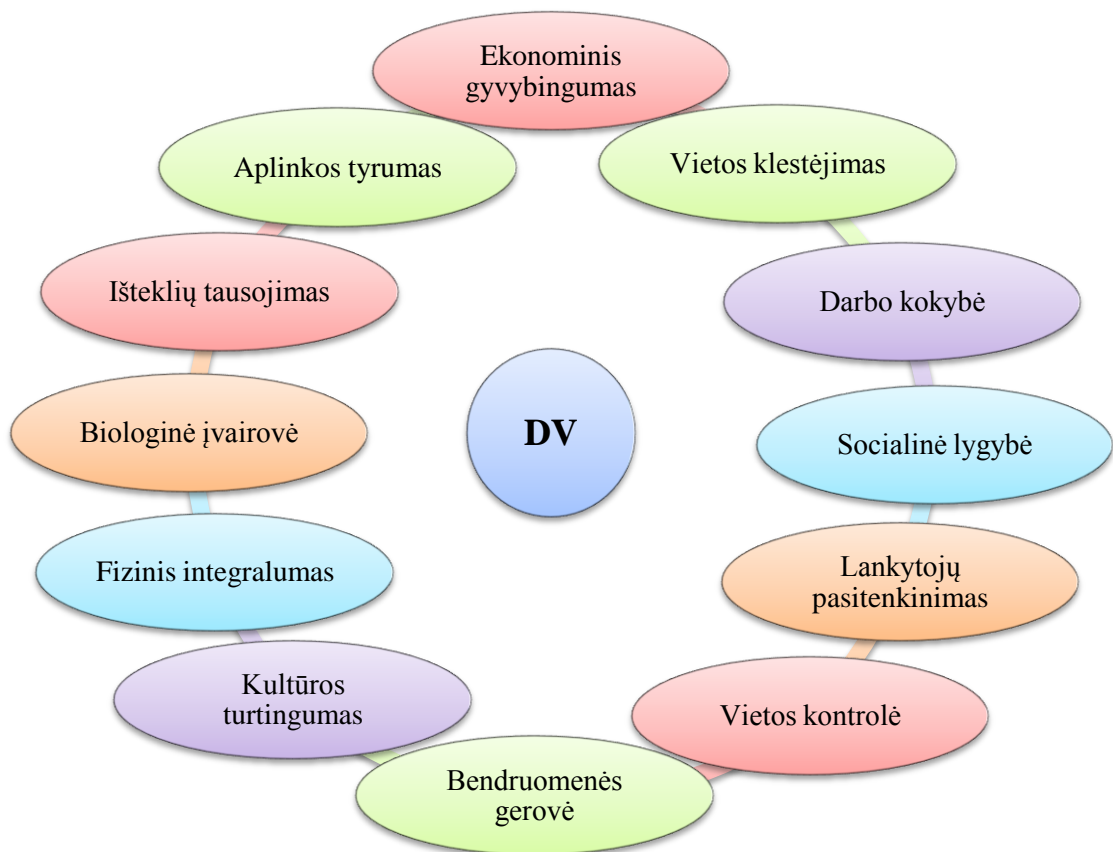 Ekonominis
gyvybingumas
Vietos klestėjimas
Darbo kokybė
Socialinė lygybė
Lankytojų
pasitenkinimas
Vietos kontrolė
Bendruomenės
gerovė
Kultūros
turtingumas
Fizinis integralumas
Biologinė įvairovė
Išteklių tausojimas
Aplinkos tyrumas
DV